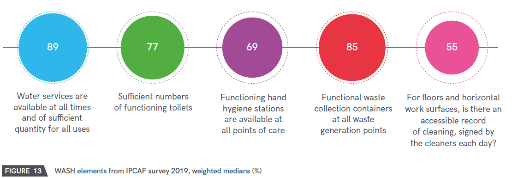 89
77
69
85
55
Water services are
available at all times
and of sufficient
quantity for all uses
Sufficient numbers
of functioning toilets
Functioning hand
hygiene stations
are available at
all points of care
Functional waste
collection containers
at all waste
generation points
For floors and horizontal
work surfaces, is there an
accessible record
of cleaning, signed by
the cleaners each day?
FIGURE 13 WASH elements from IPCAF survey 2019, weighted medians (%)